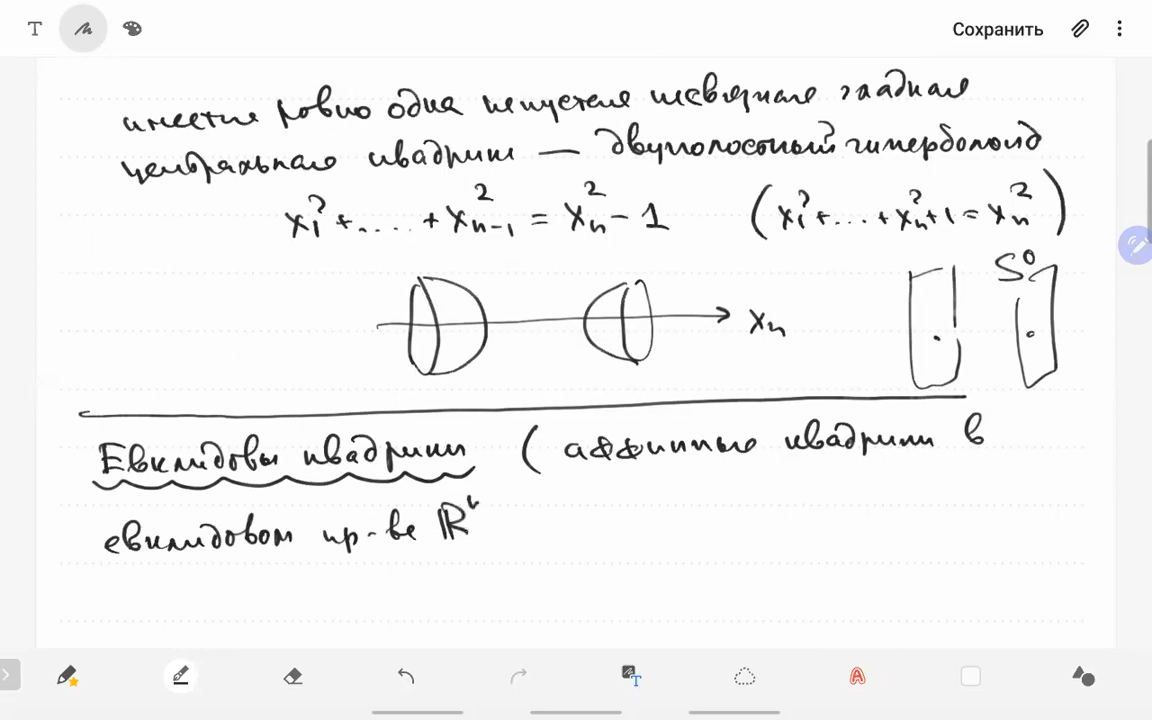 Сохранить
имеется ровно одна непустая несвязная гладкая
центральная квадрика — двуполостный гиперболоид
x₁² + .... + x²ₙ₋₁ = x²ₙ - 1 (x₁² + ... + x²ₙ + 1 = x²ₙ)
S⁰
xₙ
Евклидовы квадрики ( аффинные квадрики в
евклидовом пр-ве ℝⁿ